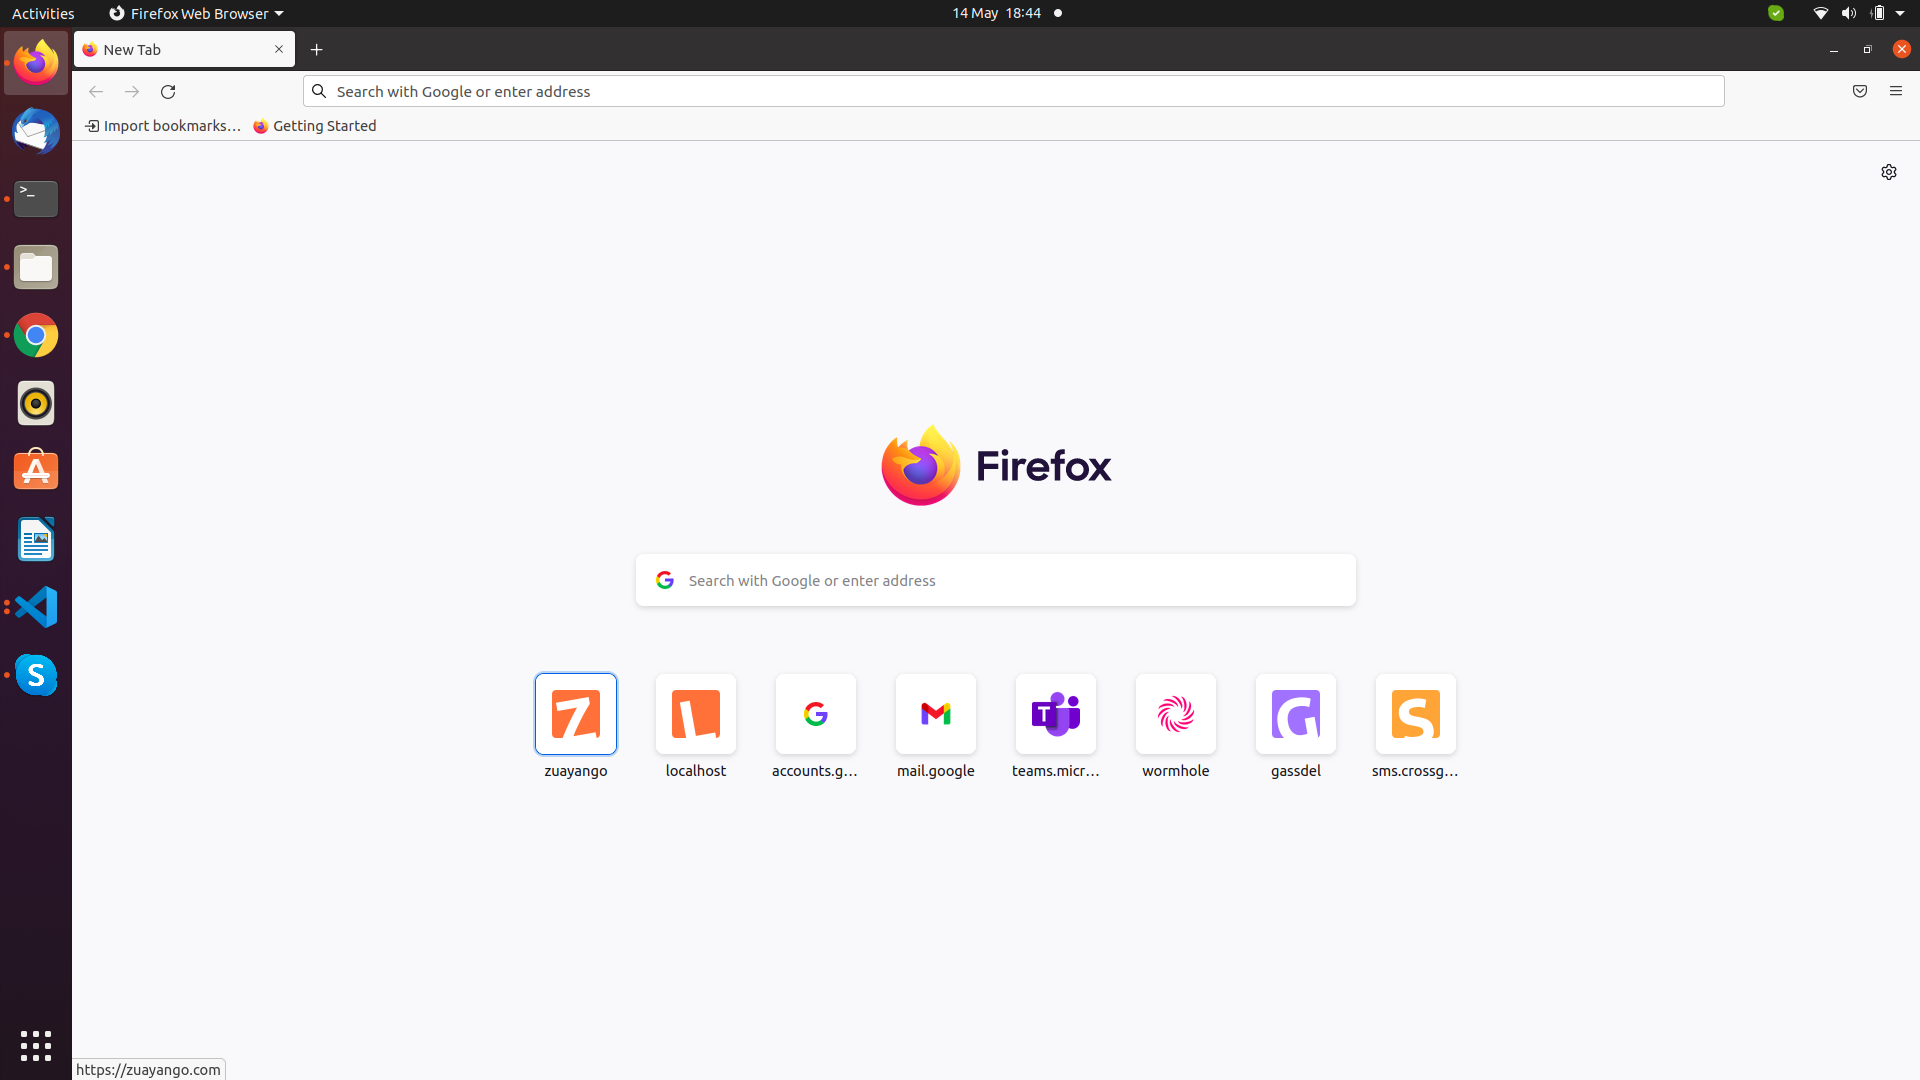 Activities
Firefox Web Browser
14 May 18:44
New Tab
Search with Google or enter address
Import bookmarks…
Getting Started
>_
Firefox
Search with Google or enter address
zuayango
localhost
accounts.g…
mail.google
teams.micr…
wormhole
gassdel
sms.crossg…
https://zuayango.com